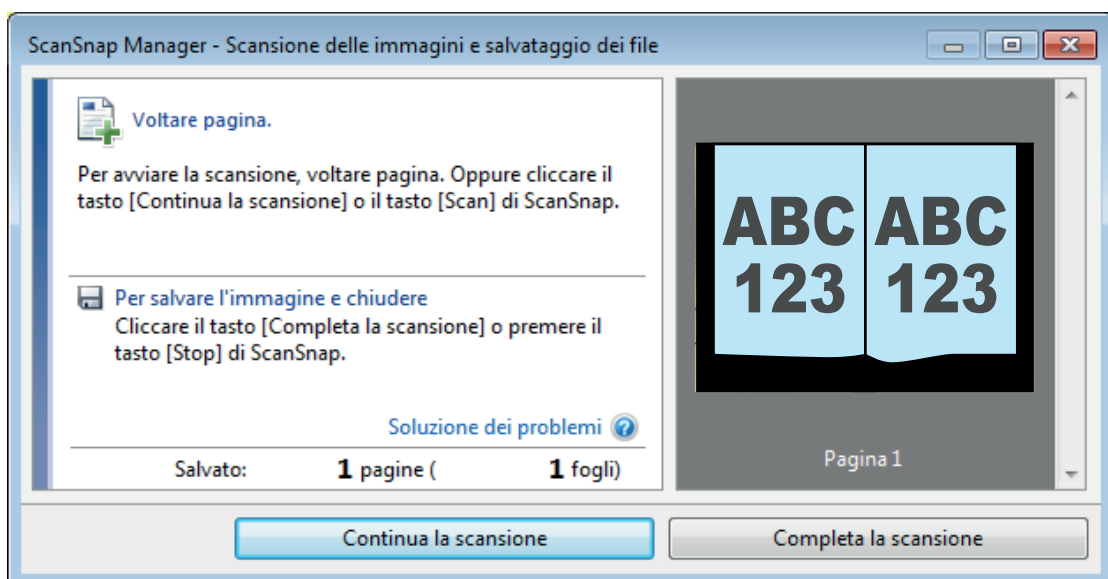 ScanSnap Manager - Scansione delle immagini e salvataggio dei file
Voltare pagina.
Per avviare la scansione, voltare pagina. Oppure cliccare il
tasto [Continua la scansione] o il tasto [Scan] di ScanSnap.
Per salvare l'immagine e chiudere
Cliccare il tasto [Completa la scansione] o premere il
tasto [Stop] di ScanSnap.
Soluzione dei problemi
Salvato: 1 pagine ( 1 fogli)
ABC ABC
123 123
Pagina 1
Continua la scansione
Completa la scansione